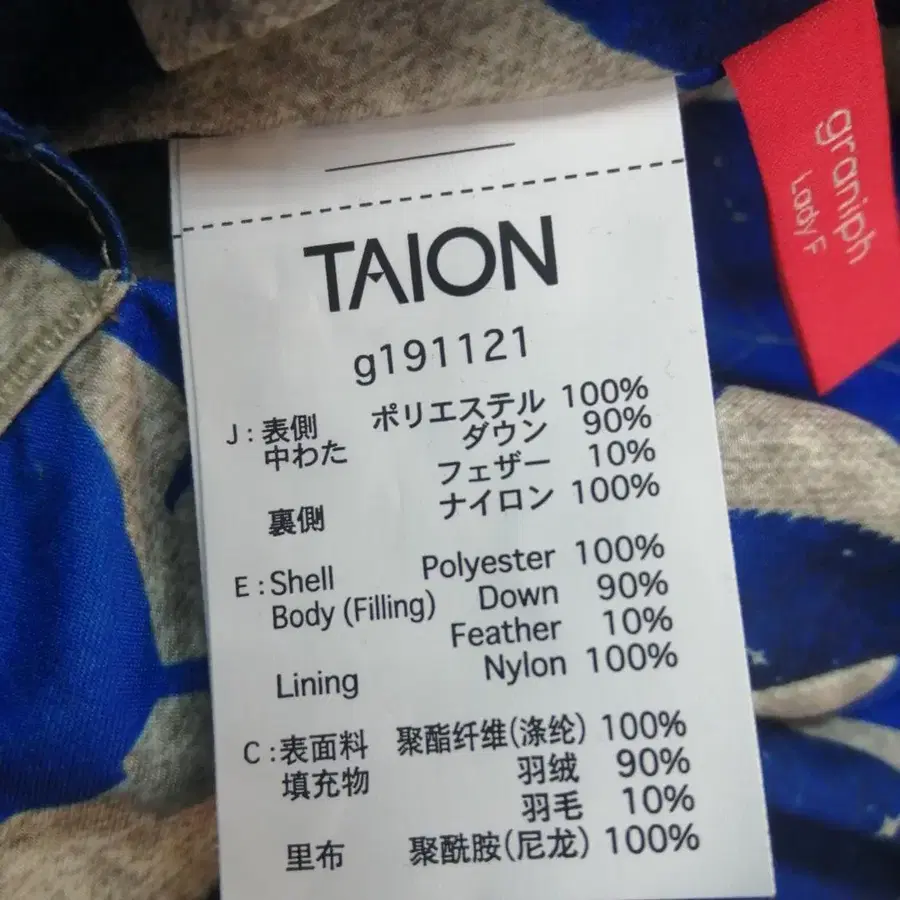 TAION
g191121
J : 表側 ポリエステル 100%
中わた ダウン 90%
フェザー 10%
裏側 ナイロン 100%
E : Shell Polyester 100%
Body (Filling) Down 90%
Feather 10%
Lining Nylon 100%
C : 表面料 聚酯纤维(涤纶) 100%
填充物 羽绒 90%
羽毛 10%
里布 聚酰胺(尼龙) 100%
graniph
Lady F